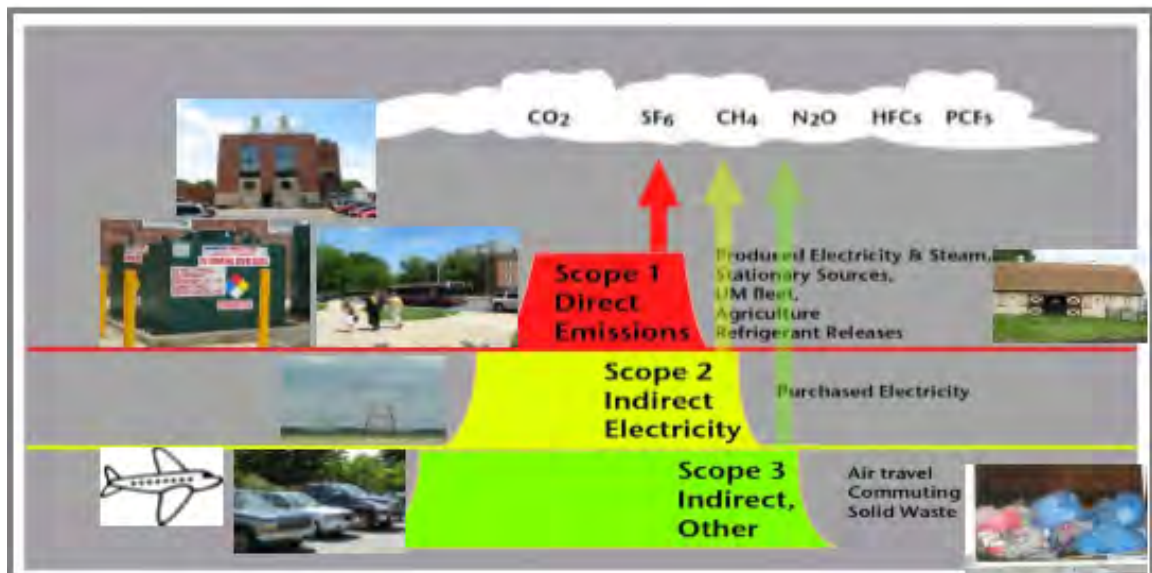 CO2 SF6 CH4 N2O HFCs PCFs
Scope 1
Direct
Emissions
Produced Electricity & Steam,
Stationary Sources,
UM fleet,
Agriculture
Refrigerant Releases
Scope 2
Indirect
Electricity
Purchased Electricity
Scope 3
Indirect,
Other
Air travel
Commuting
Solid Waste